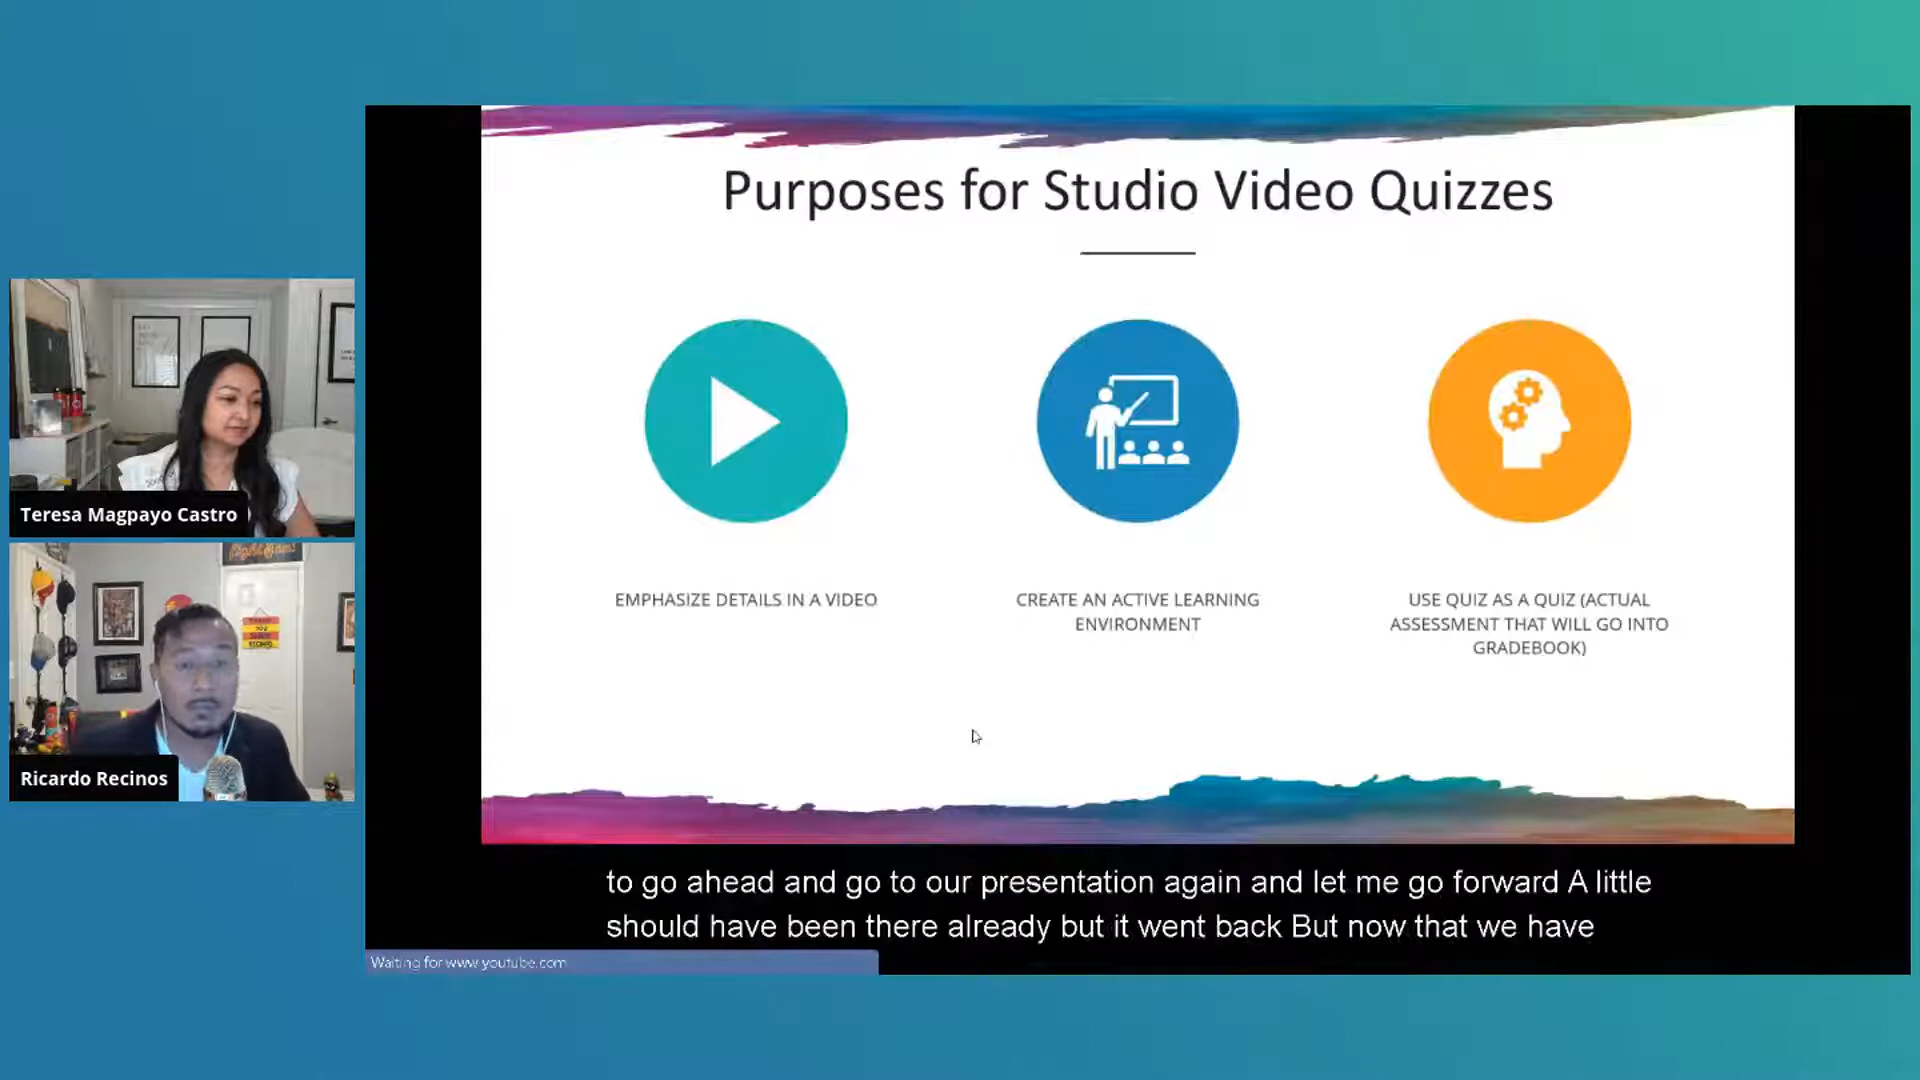 Purposes for Studio Video Quizzes
EMPHASIZE DETAILS IN A VIDEO
CREATE AN ACTIVE LEARNING
ENVIRONMENT
USE QUIZ AS A QUIZ (ACTUAL
ASSESSMENT THAT WILL GO INTO
GRADEBOOK)
Teresa Magpayo Castro
Ricardo Recinos
to go ahead and go to our presentation again and let me go forward A little
should have been there already but it went back But now that we have
Waiting for www.youtube.com